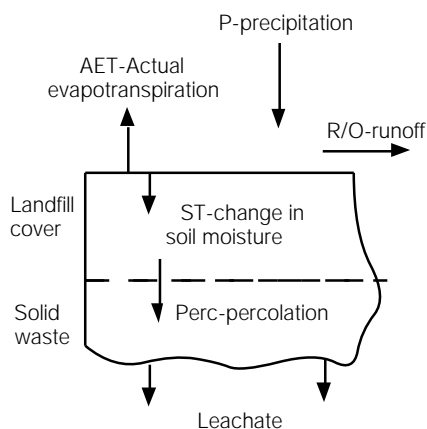 P-precipitation
AET-Actual
evapotranspiration
R/O-runoff
Landfill
cover
ST-change in
soil moisture
Solid
waste
Perc-percolation
Leachate